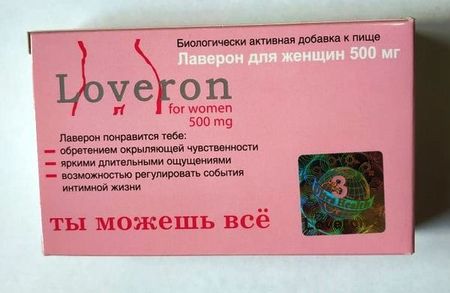 Биологически активная добавка к пище
Лаверон для женщин 500 мг
Loveron
for women
500 mg
Лаверон понравится тебе:
обретением окрыляющей чувственности
яркими длительными ощущениями
возможностью регулировать события
интимной жизни
ты можешь всё